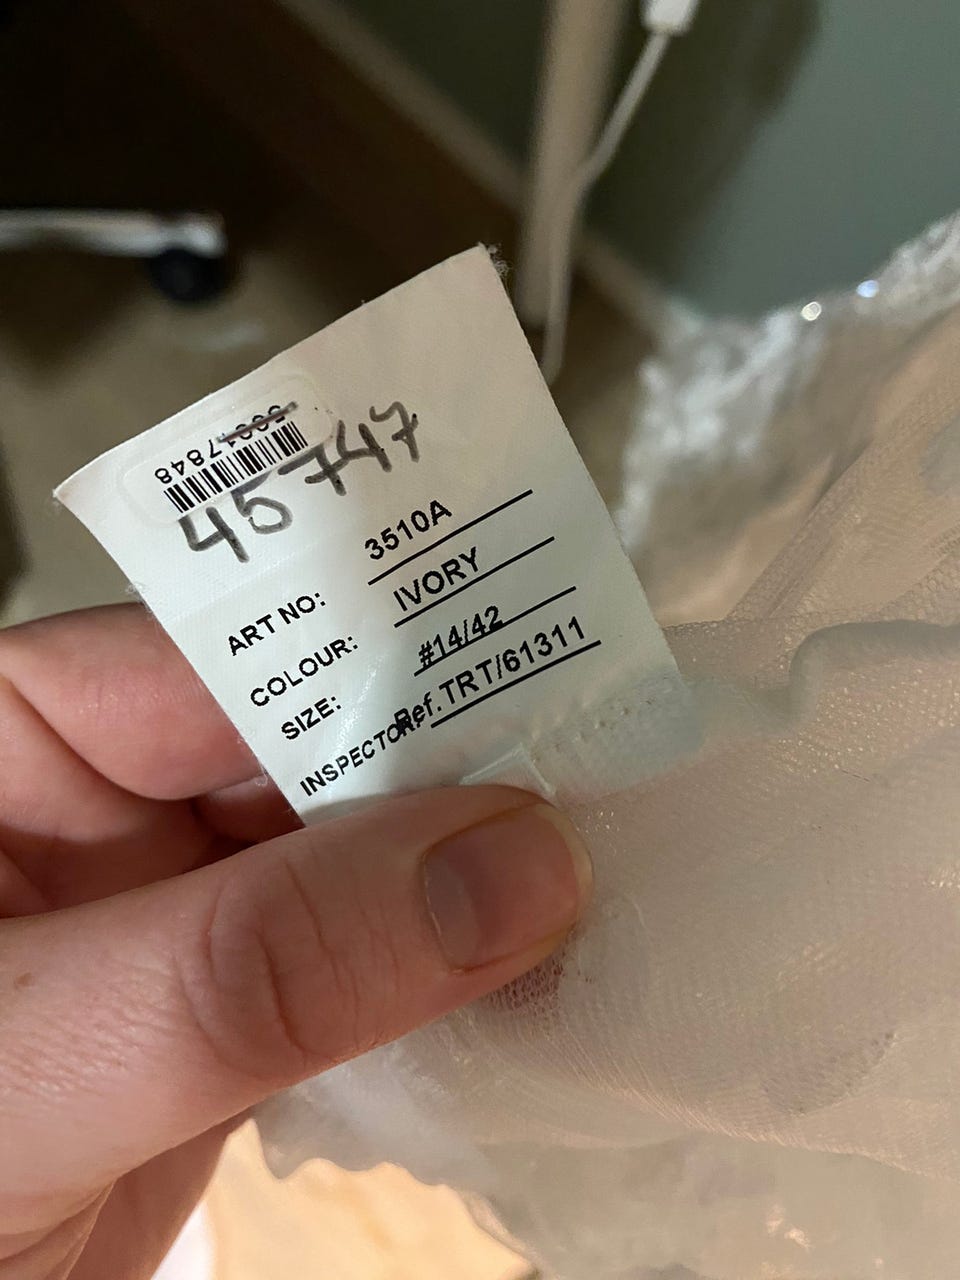 45747
ART NO: 3510A
COLOUR: IVORY
SIZE: #14/42
INSPECTOR: Ref.TRT/61311